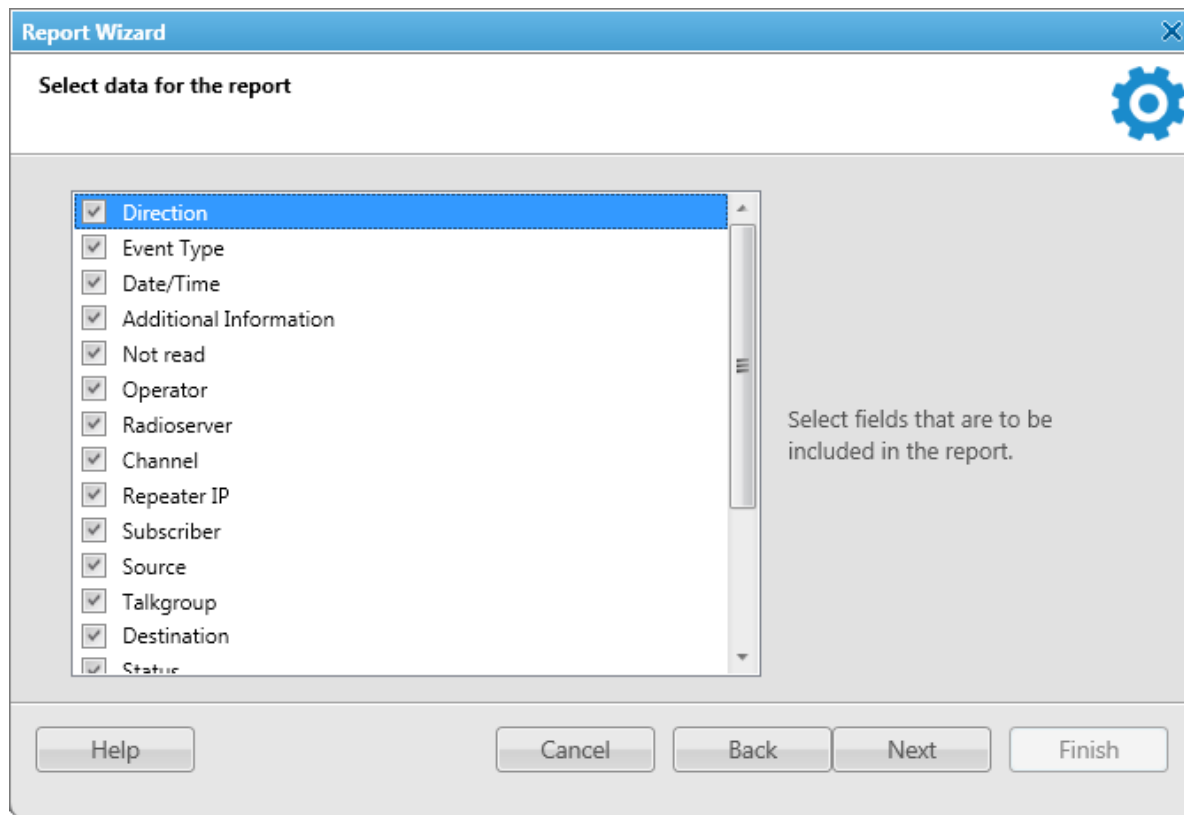 Report Wizard
Select data for the report
Direction
Event Type
Date/Time
Additional Information
Not read
Operator
Radioserver
Channel
Repeater IP
Subscriber
Source
Talkgroup
Destination
Status
Select fields that are to be
included in the report.
Help
Cancel
Back
Next
Finish